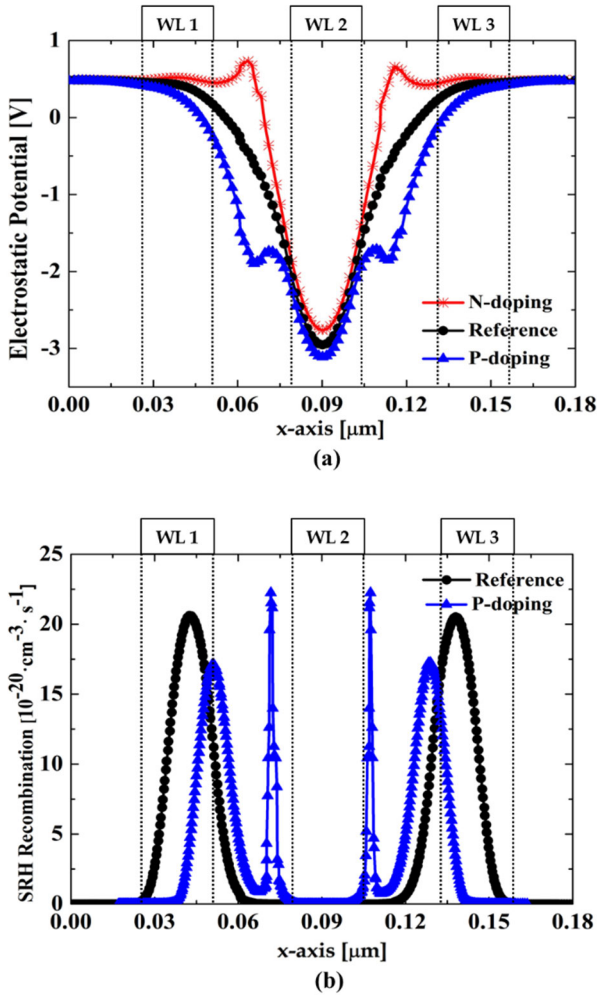 WL 1 WL 2 WL 3
1
0
-1
-2
-3
Electrostatic Potential [V]
N-doping
Reference
P-doping
0.00 0.03 0.06 0.09 0.12 0.15 0.18
x-axis [μm]
(a)
WL 1 WL 2 WL 3
25
20
15
10
5
0
SRH Recombination [10⁻²⁰·cm⁻³· s⁻¹]
Reference
P-doping
0.00 0.03 0.06 0.09 0.12 0.15 0.18
x-axis [μm]
(b)